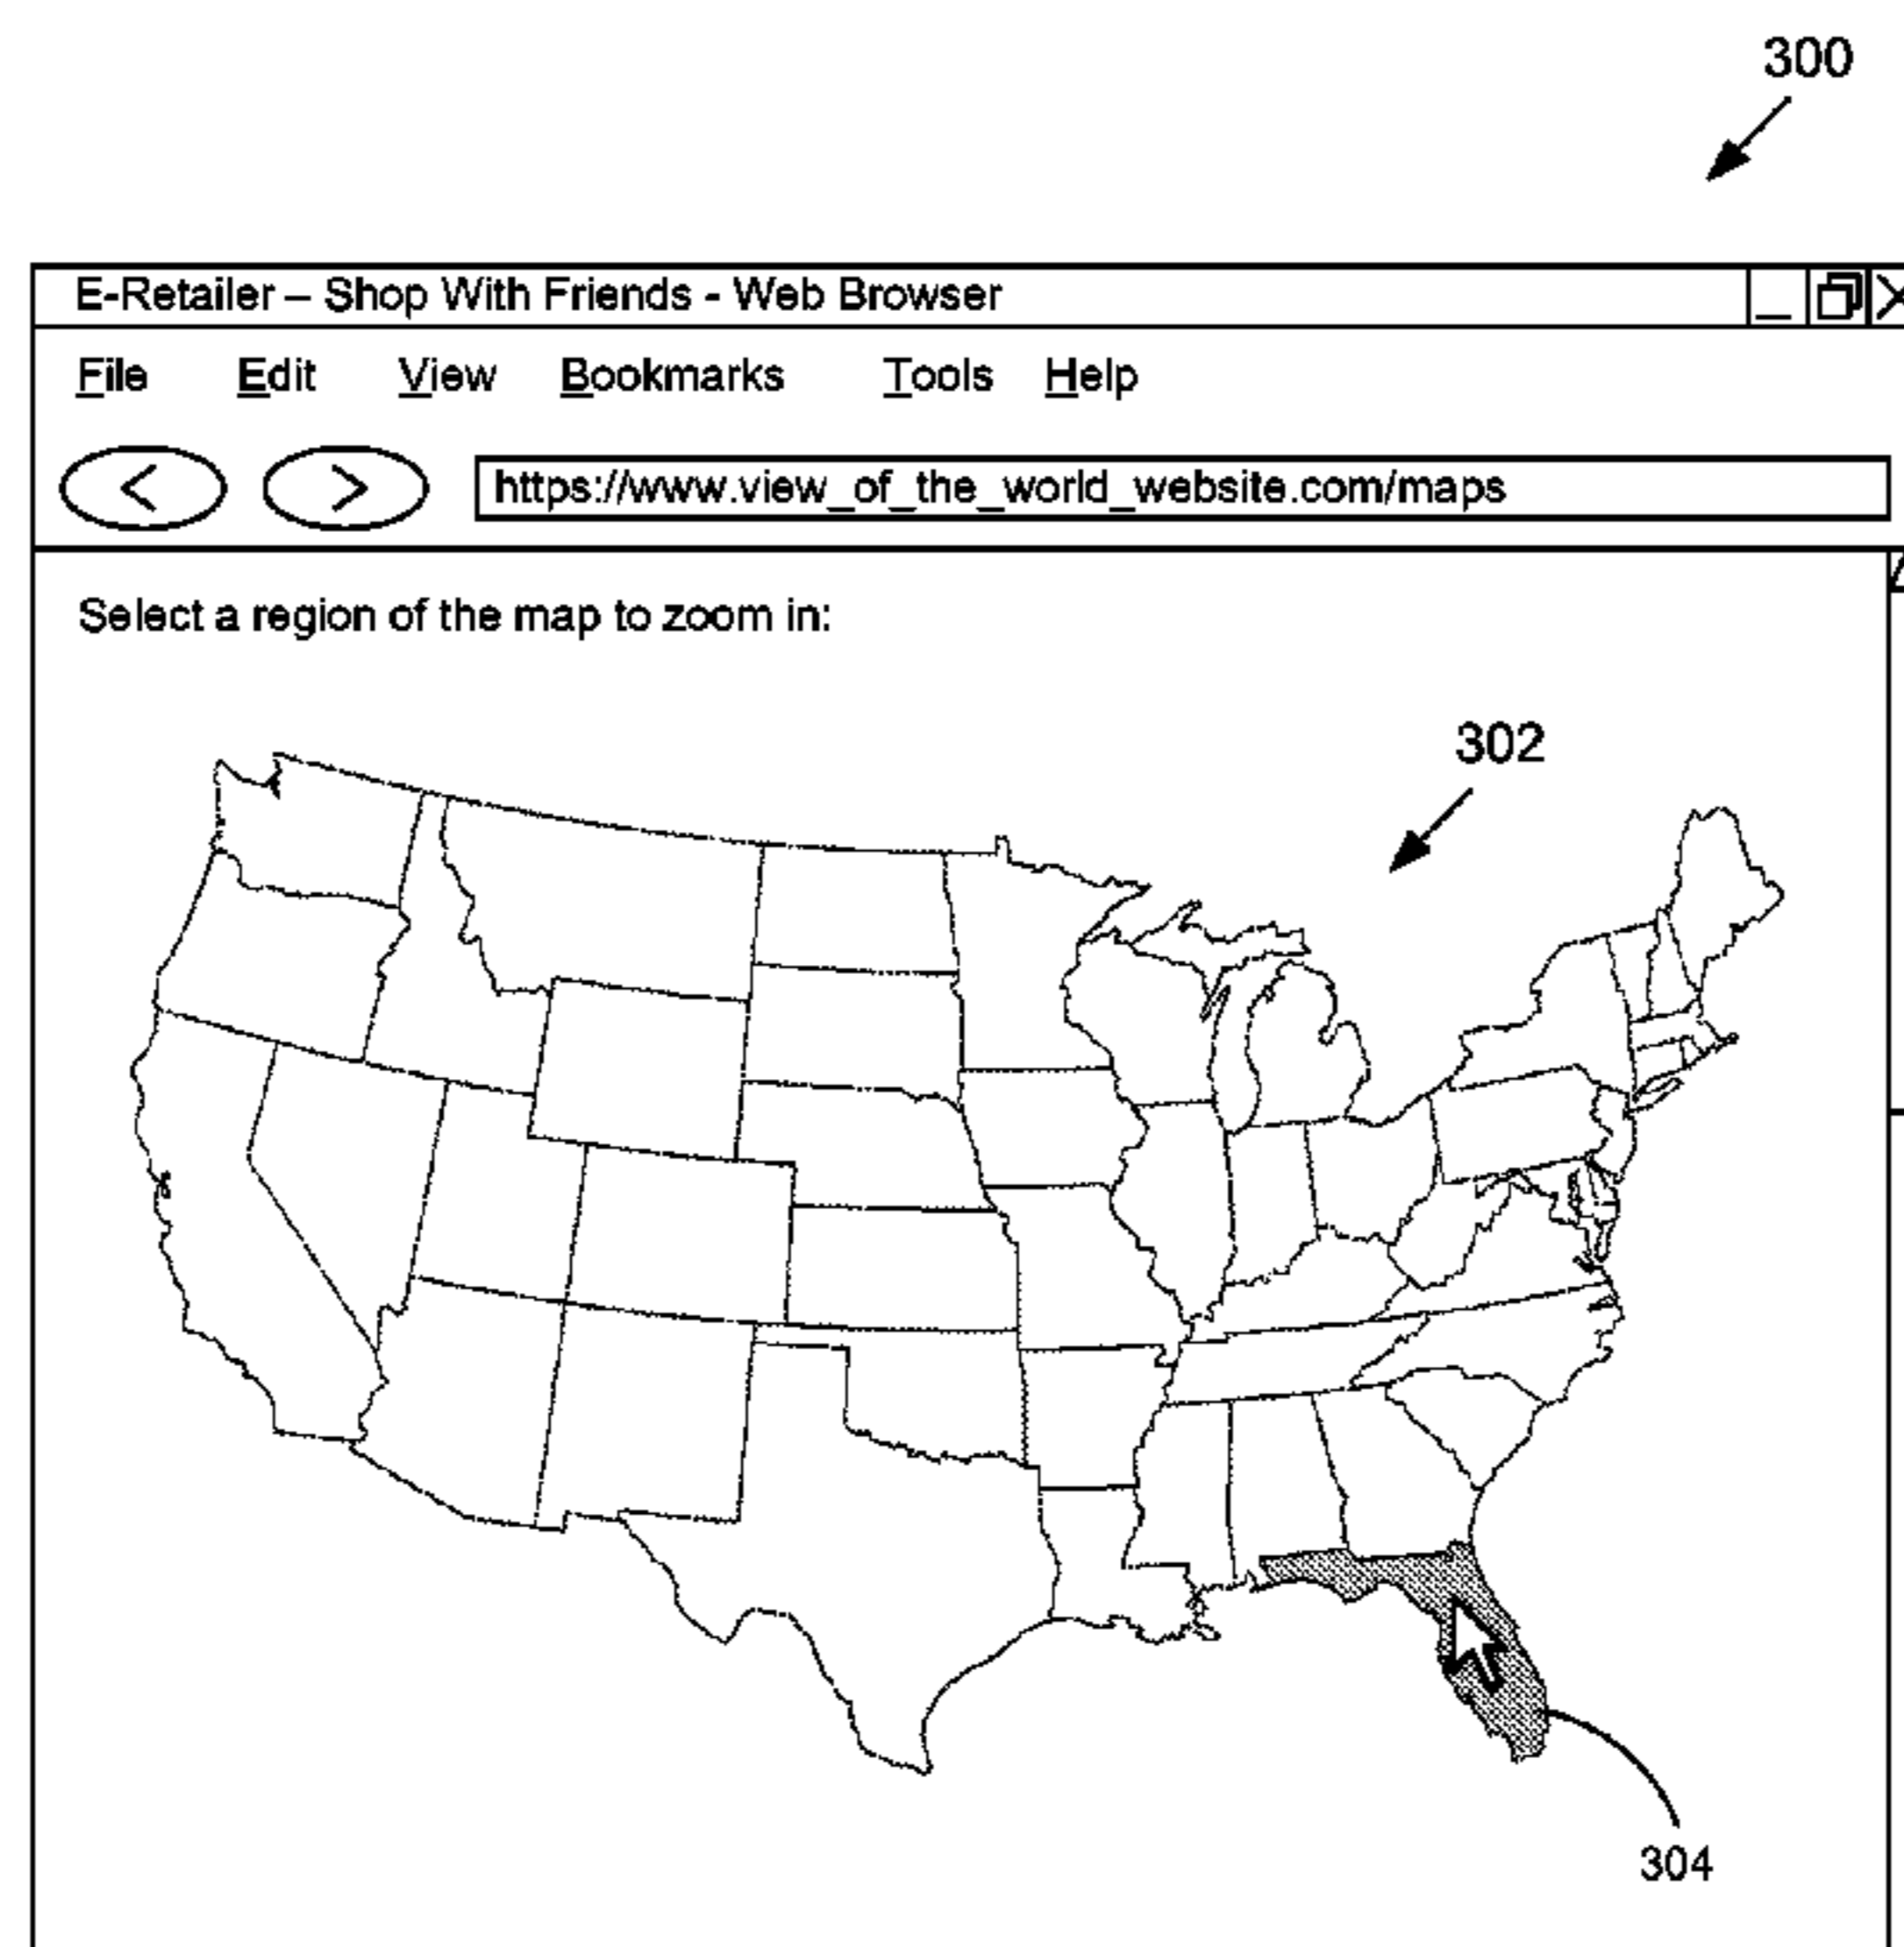 300
E-Retailer – Shop With Friends - Web Browser
File Edit View Bookmarks Tools Help
< >
https://www.view_of_the_world_website.com/maps
Select a region of the map to zoom in:
302
304